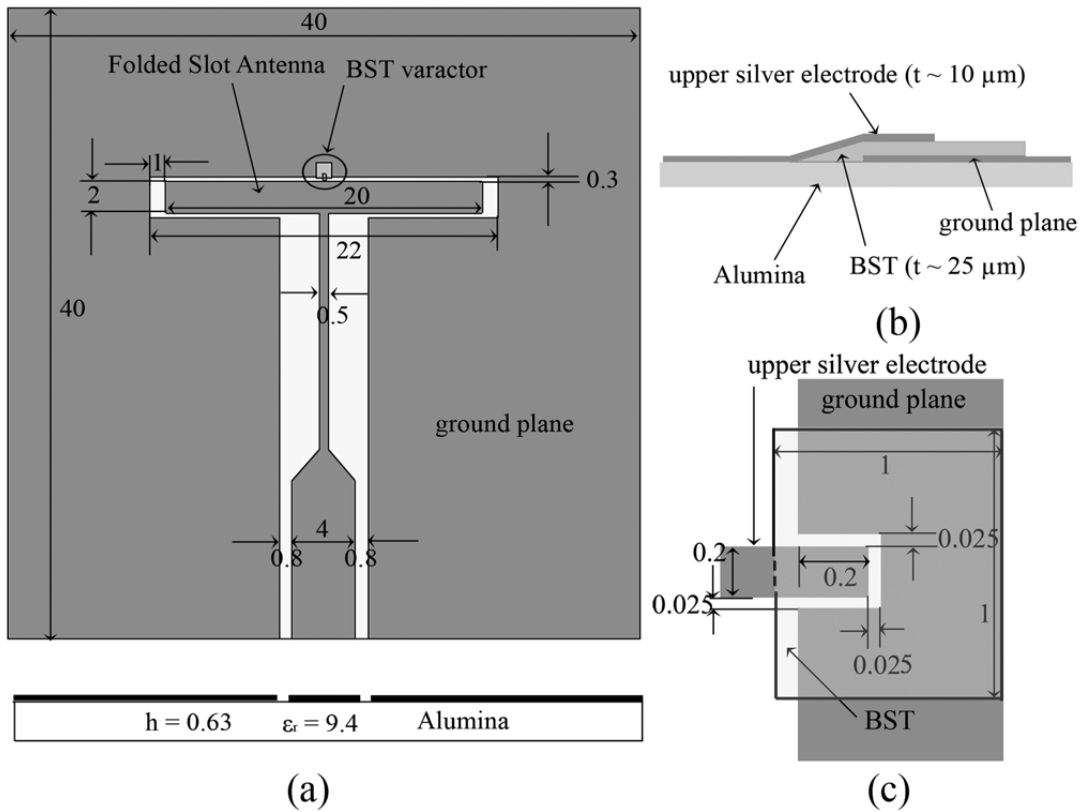 40
Folded Slot Antenna
BST varactor
1
2
20
0.3
22
40
0.5
ground plane
4
0.8
0.8
h = 0.63
εr = 9.4
Alumina
(a)
upper silver electrode (t ~ 10 µm)
ground plane
BST (t ~ 25 µm)
Alumina
(b)
upper silver electrode
ground plane
1
0.025
0.2
0.2
0.025
1
0.025
BST
(c)